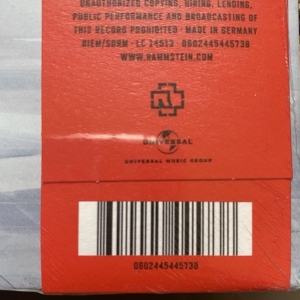 UNAUTHORIZED COPYING, HIRING, LENDING,
PUBLIC PERFORMANCE AND BROADCASTING OF
THIS RECORD PROHIBITED · MADE IN GERMANY
BIEM/SDRM · LC 24513 · 0602445445738
WWW.RAMMSTEIN.COM
UNIVERSAL
UNIVERSAL MUSIC GROUP
0602445445738